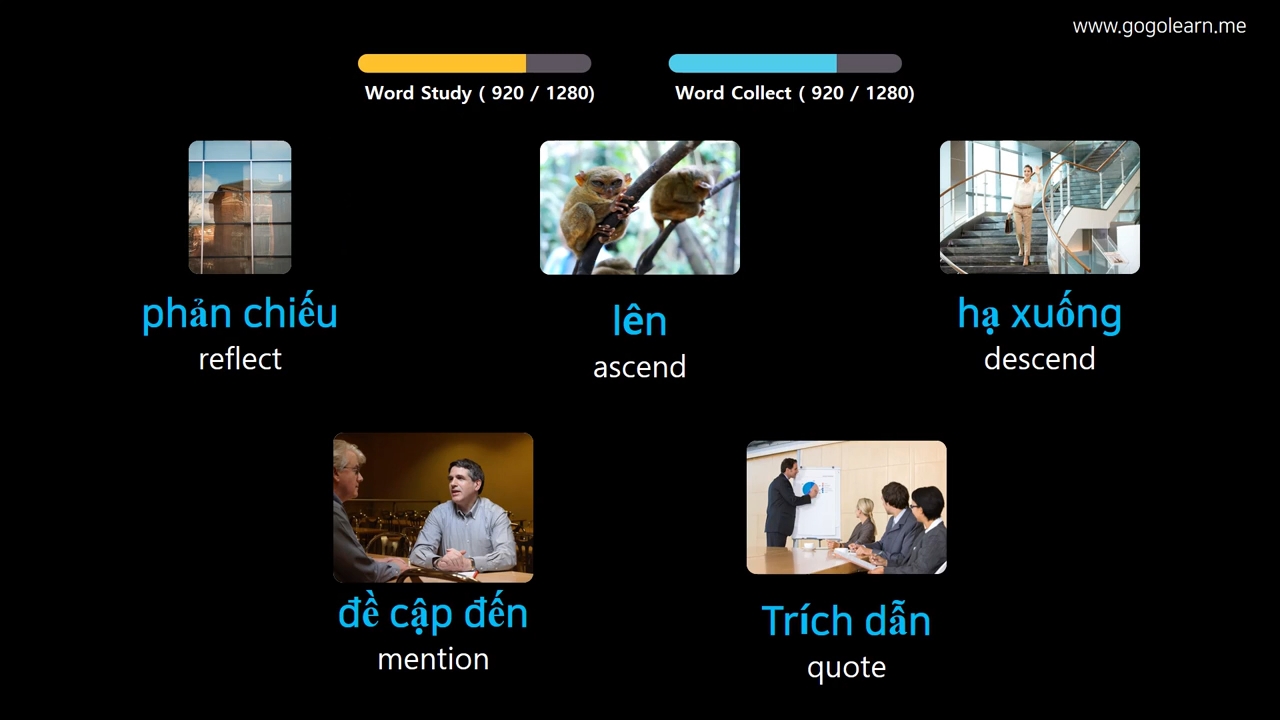 www.gogolearn.me
Word Study ( 920 / 1280)
Word Collect ( 920 / 1280)
phản chiếu
reflect
lên
ascend
hạ xuống
descend
đề cập đến
mention
Trích dẫn
quote